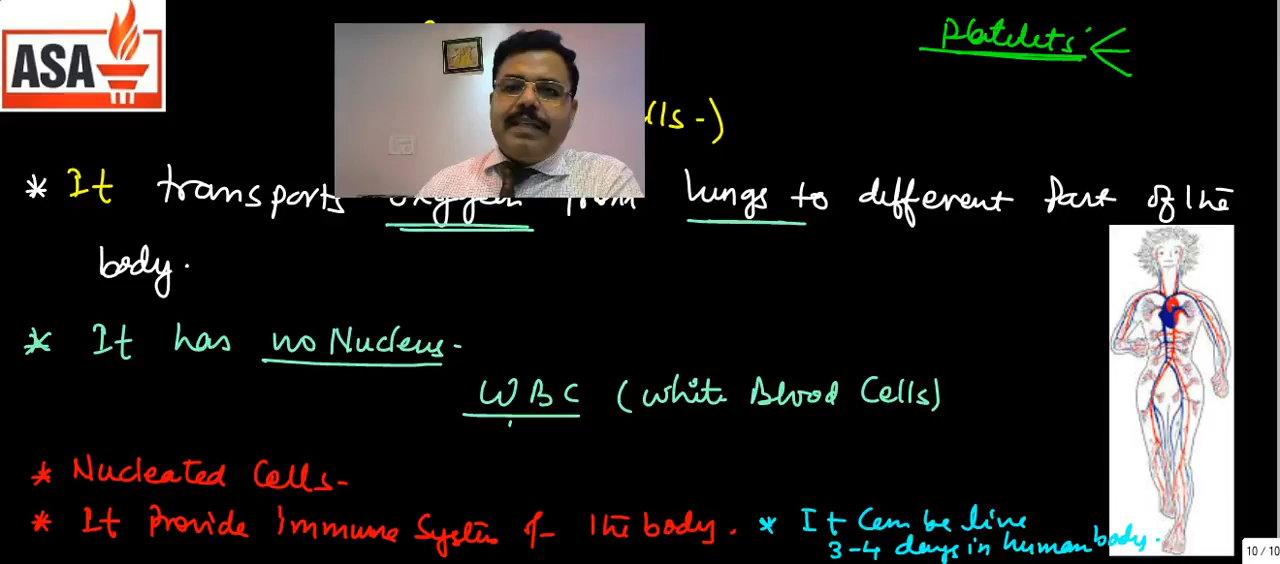 ASA
Platelets
lls-)
* It transports oxygen from lungs to different Part of the
body.
* It has no Nucleus-
WBC (White Blood Cells)
* Nucleated Cells-
* It Provide immune System of the body. * It Can be live
3-4 days in human body.
10/10